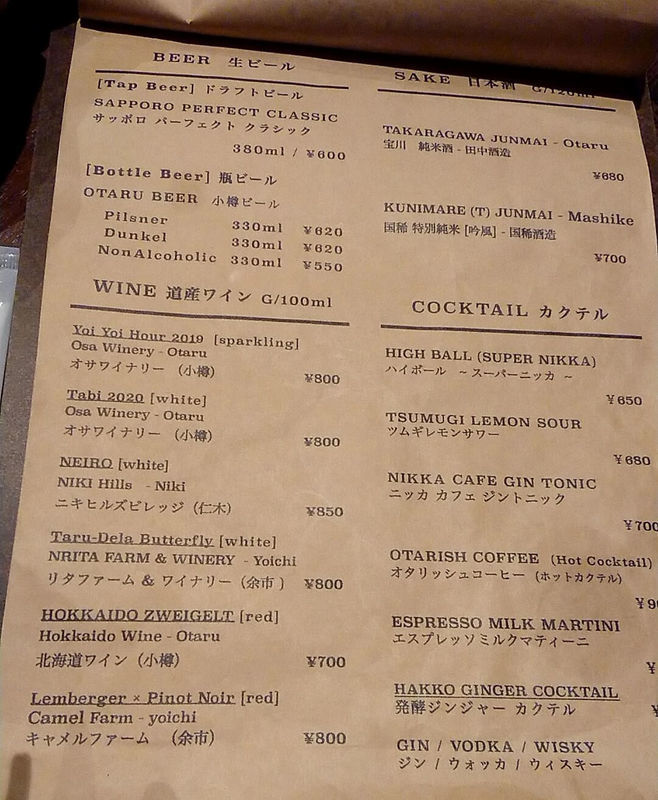 BEER 生ビール
[Tap Beer] ドラフトビール
SAPPORO PERFECT CLASSIC
サッポロ パーフェクト クラシック
380ml / ¥600
[Bottle Beer] 瓶ビール
OTARU BEER 小樽ビール
Pilsner 330ml ¥620
Dunkel 330ml ¥620
NonAlcoholic 330ml ¥550
WINE 道産ワイン G/100ml
Yoi Yoi Hour 2019 [sparkling]
Osa Winery - Otaru
オサワイナリー (小樽)
¥800
Tabi 2020 [white]
Osa Winery - Otaru
オサワイナリー (小樽)
¥800
NEIRO [white]
NIKI Hills - Niki
ニキヒルズビレッジ (仁木)
¥850
Taru-Dela Butterfly [white]
NRITA FARM & WINERY - Yoichi
リタファーム & ワイナリー (余市 )
¥800
HOKKAIDO ZWEIGELT [red]
Hokkaido Wine - Otaru
北海道ワイン (小樽)
¥700
Lemberger × Pinot Noir [red]
Camel Farm - yoichi
キャメルファーム (余市)
¥800
SAKE 日本酒 G/120ml
TAKARAGAWA JUNMAI - Otaru
宝川 純米酒 - 田中酒造
¥680
KUNIMARE (T) JUNMAI - Mashike
国稀 特別純米 [吟風] - 国稀酒造
¥700
COCKTAIL カクテル
HIGH BALL (SUPER NIKKA)
ハイボール ~ スーパーニッカ ~
¥650
TSUMUGI LEMON SOUR
ツムギレモンサワー
¥680
NIKKA CAFE GIN TONIC
ニッカ カフェ ジントニック
¥700
OTARISH COFFEE (Hot Cocktail)
オタリッシュコーヒー (ホットカクテル)
ESPRESSO MILK MARTINI
エスプレッソミルクマティーニ
¥
HAKKO GINGER COCKTAIL
発酵ジンジャー カクテル
GIN / VODKA / WISKY
ジン / ウォッカ / ウィスキー